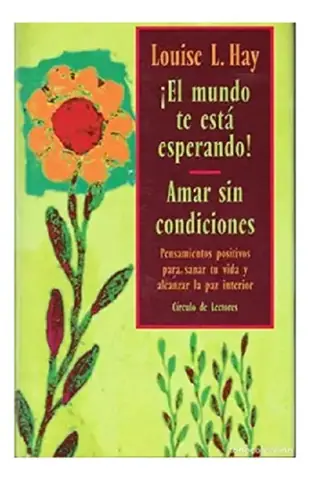 Louise L. Hay
¡El mundo
te está
esperando!
Amar sin
condiciones
Pensamientos positivos
para sanar tu vida y
alcanzar la paz interior
Círculo de Lectores